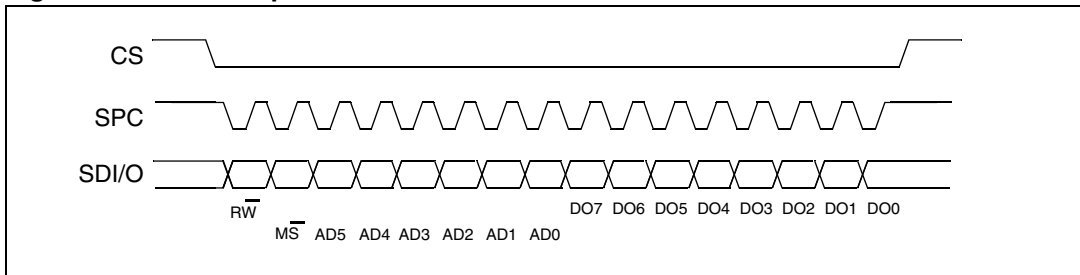 CS
SPC
SDI/O
RW
DO7 DO6 DO5 DO4 DO3 DO2 DO1 DO0
MS AD5 AD4 AD3 AD2 AD1 AD0